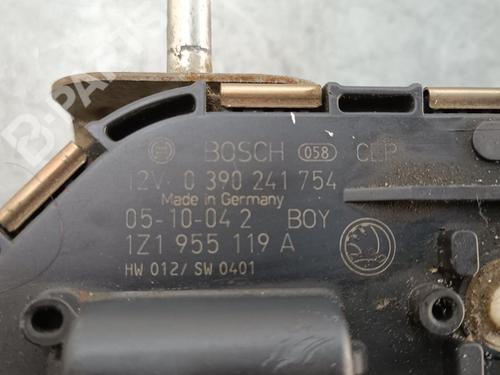 BOSCH 058 CLP
12V 0 390 241 754
Made in Germany
05-10-04 2 BOY
1Z1 955 119 A
HW 012/ SW 0401